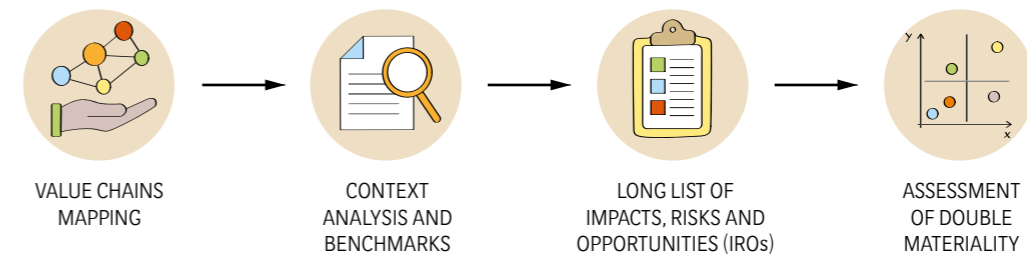 VALUE CHAINS
MAPPING
CONTEXT
ANALYSIS AND
BENCHMARKS
LONG LIST OF
IMPACTS, RISKS AND
OPPORTUNITIES (IROs)
y
x
ASSESSMENT
OF DOUBLE
MATERIALITY